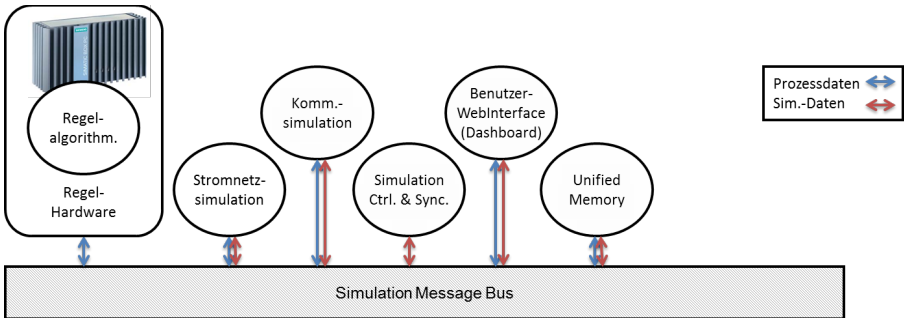 Regel-
algorithm.
Regel-
Hardware
Stromnetz-
simulation
Komm.-
simulation
Simulation
Ctrl. & Sync.
Benutzer-
WebInterface
(Dashboard)
Unified
Memory
Prozessdaten
Sim.-Daten
Simulation Message Bus